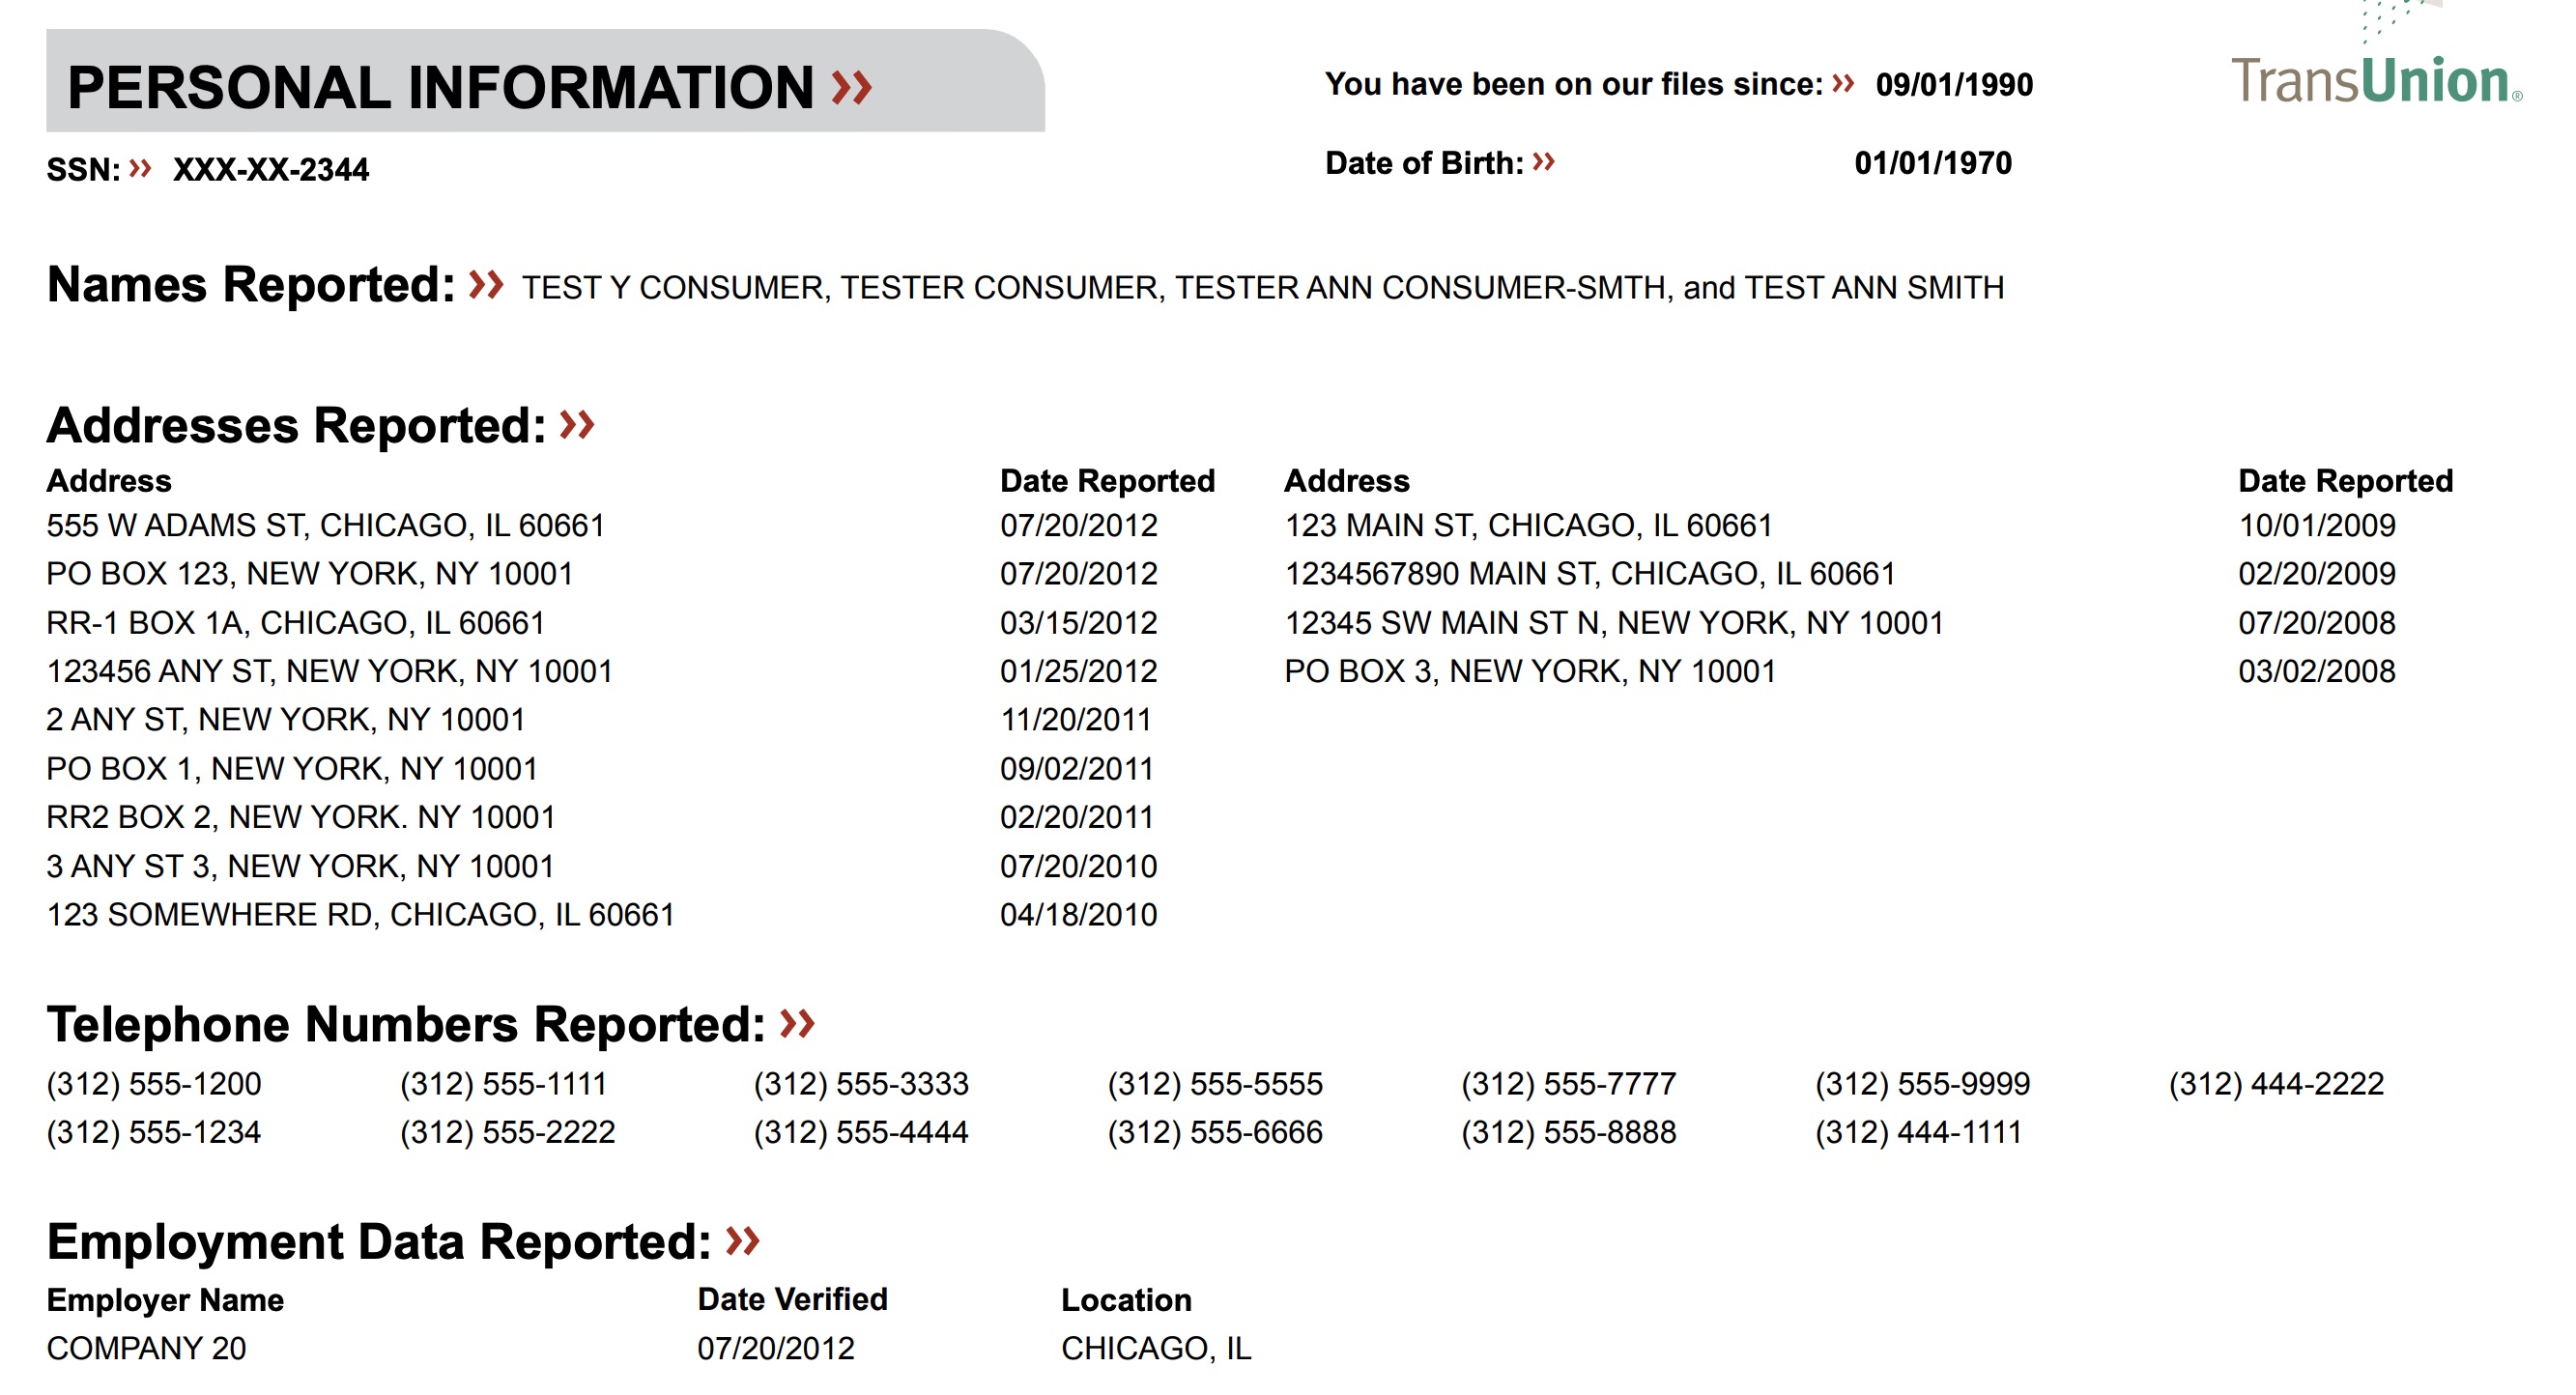 PERSONAL INFORMATION
You have been on our files since: 09/01/1990
TransUnion®
SSN: XXX-XX-2344
Date of Birth: 01/01/1970
Names Reported: TEST Y CONSUMER, TESTER CONSUMER, TESTER ANN CONSUMER-SMTH, and TEST ANN SMITH
Addresses Reported:
Address Date Reported Address Date Reported
555 W ADAMS ST, CHICAGO, IL 60661 07/20/2012 123 MAIN ST, CHICAGO, IL 60661 10/01/2009
PO BOX 123, NEW YORK, NY 10001 07/20/2012 1234567890 MAIN ST, CHICAGO, IL 60661 02/20/2009
RR-1 BOX 1A, CHICAGO, IL 60661 03/15/2012 12345 SW MAIN ST N, NEW YORK, NY 10001 07/20/2008
123456 ANY ST, NEW YORK, NY 10001 01/25/2012 PO BOX 3, NEW YORK, NY 10001 03/02/2008
2 ANY ST, NEW YORK, NY 10001 11/20/2011
PO BOX 1, NEW YORK, NY 10001 09/02/2011
RR2 BOX 2, NEW YORK. NY 10001 02/20/2011
3 ANY ST 3, NEW YORK, NY 10001 07/20/2010
123 SOMEWHERE RD, CHICAGO, IL 60661 04/18/2010
Telephone Numbers Reported:
(312) 555-1200 (312) 555-1111 (312) 555-3333 (312) 555-5555 (312) 555-7777 (312) 555-9999 (312) 444-2222
(312) 555-1234 (312) 555-2222 (312) 555-4444 (312) 555-6666 (312) 555-8888 (312) 444-1111
Employment Data Reported:
Employer Name Date Verified Location
COMPANY 20 07/20/2012 CHICAGO, IL